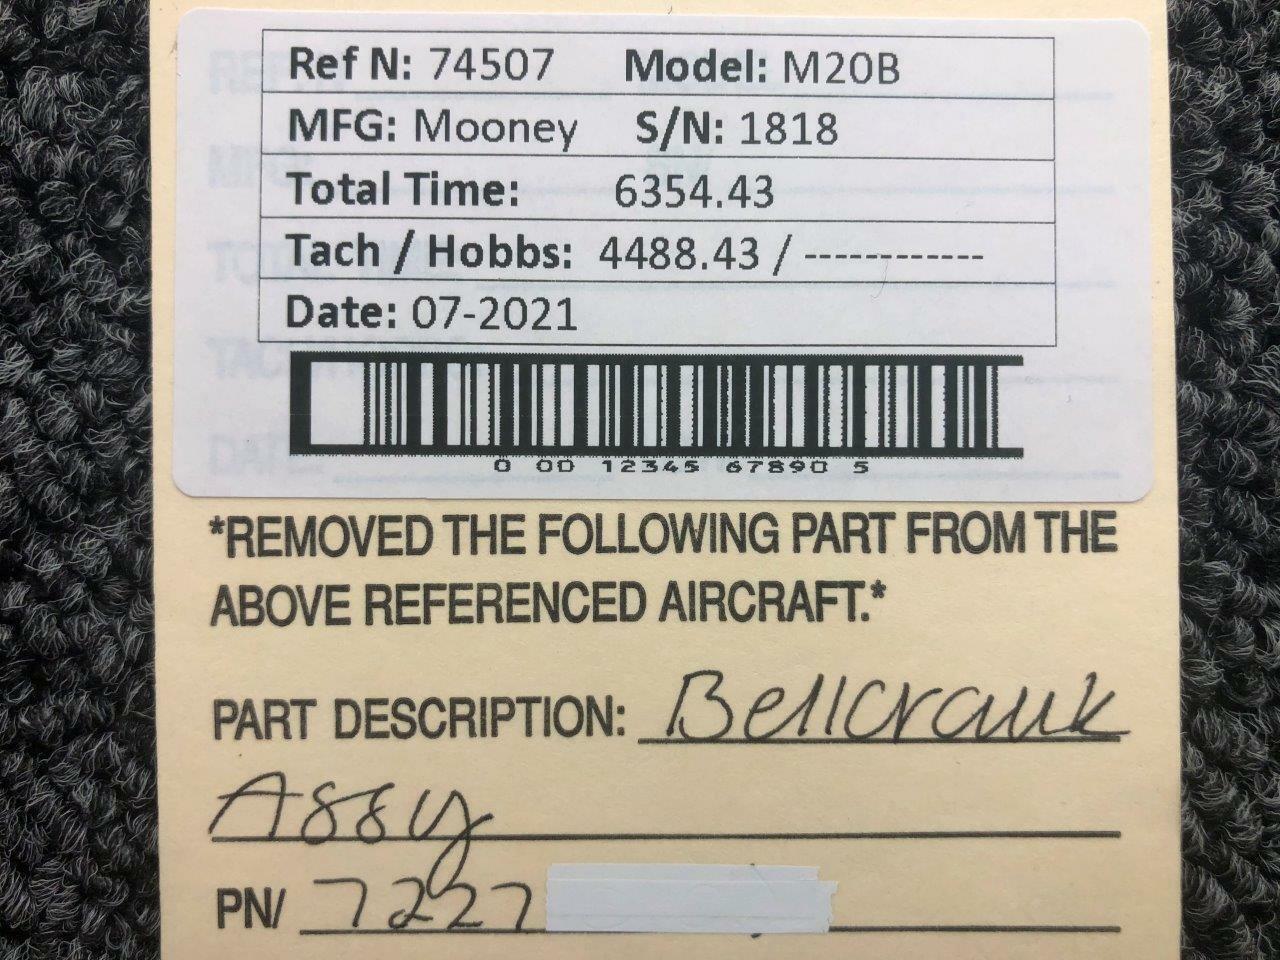 Ref N: 74507 Model: M20B
MFG: Mooney S/N: 1818
Total Time: 6354.43
Tach / Hobbs: 4488.43 / ------------
Date: 07-2021
0 00 12345 67890 5
*REMOVED THE FOLLOWING PART FROM THE
ABOVE REFERENCED AIRCRAFT.*
PART DESCRIPTION: Bellcrank
Assy
PN/ 7227